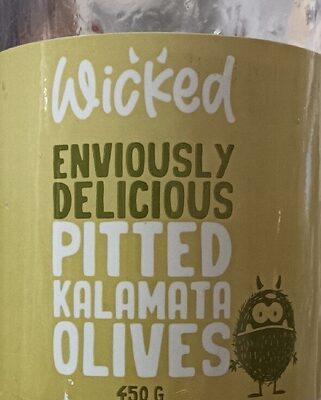 Wicked
ENVIOUSLY
DELICIOUS
PITTED
KALAMATA
OLIVES
450 G